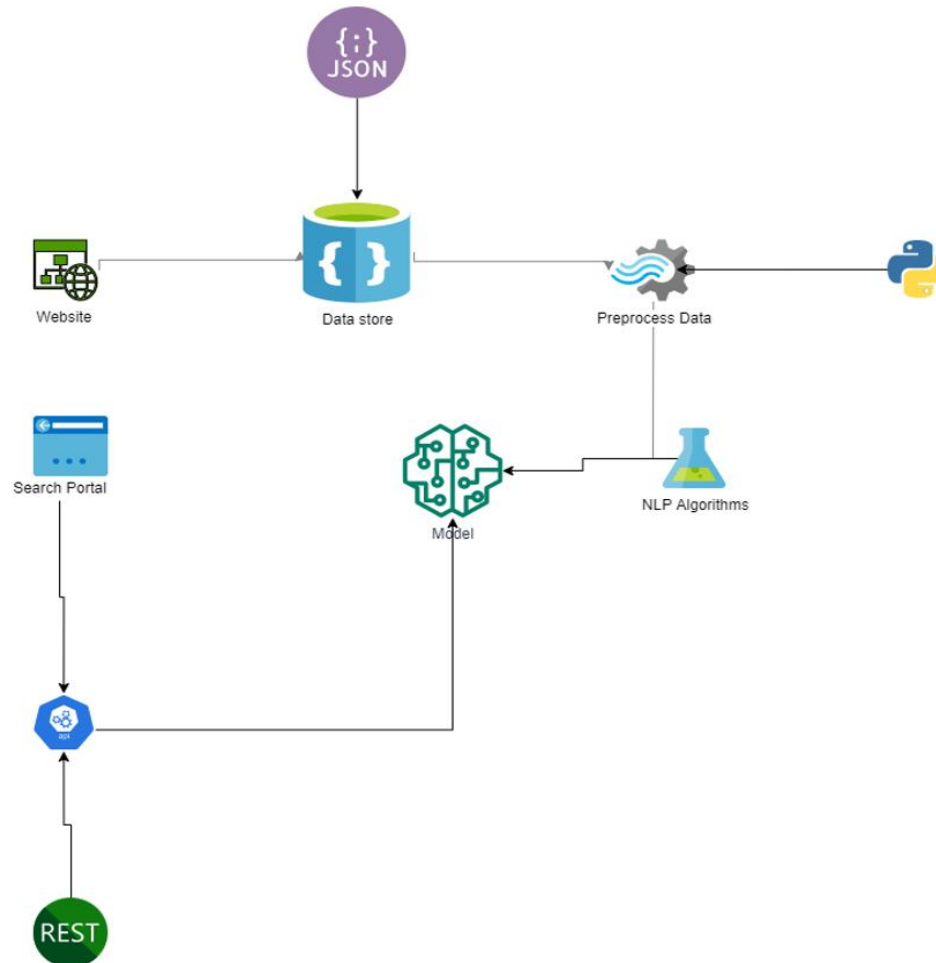 {;}
JSON
{ }
Website
Data store
Preprocess Data
Search Portal
Model
NLP Algorithms
api
REST